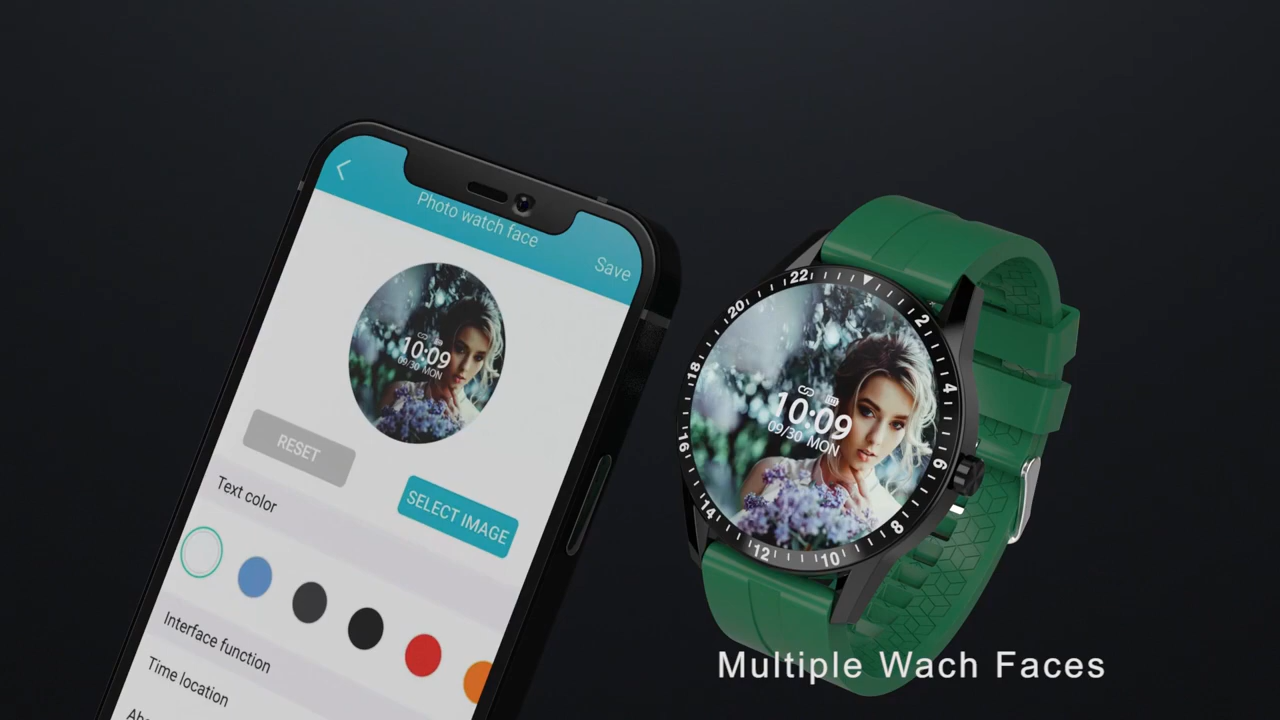 Photo watch face
Save
10:09
09/30 MON
RESET
SELECT IMAGE
Text color
Interface function
Time location
22
2
4
6
8
10
12
14
16
18
20
10:09
09/30 MON
Multiple Wach Faces